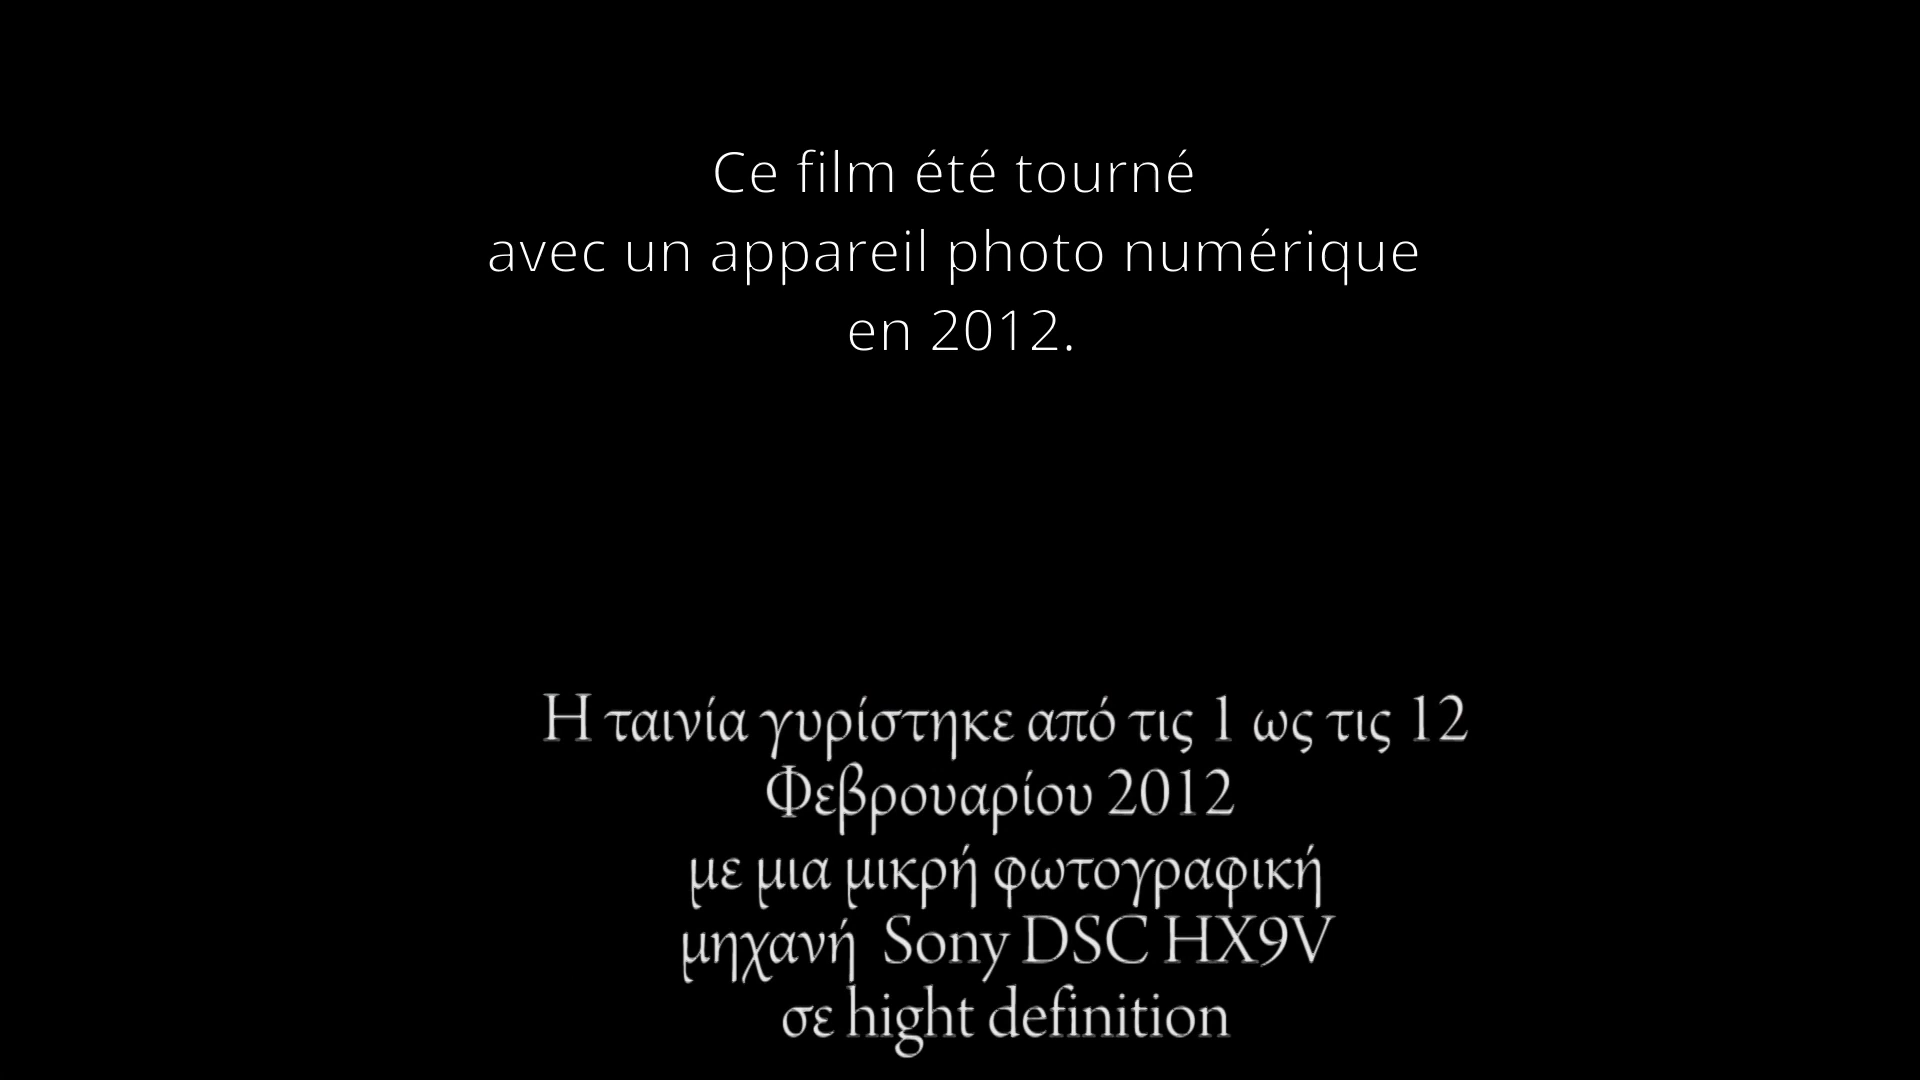 Ce film été tourné
avec un appareil photo numérique
en 2012.
Η ταινία γυρίστηκε από τις 1 ως τις 12
Φεβρουαρίου 2012
με μια μικρή φωτογραφική
μηχανή  Sony DSC HX9V
σε hight definition